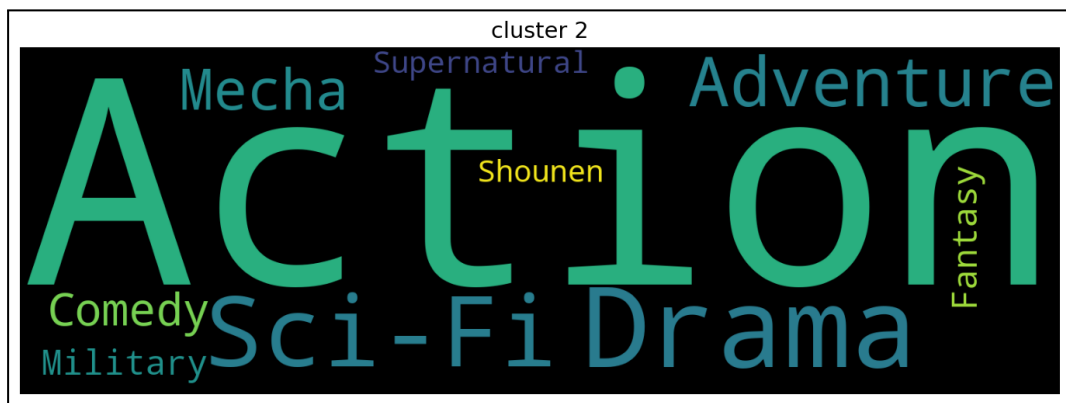 cluster 2
Supernatural
Mecha
Adventure
Action
Shounen
Fantasy
Comedy
Sci-Fi
Drama
Military